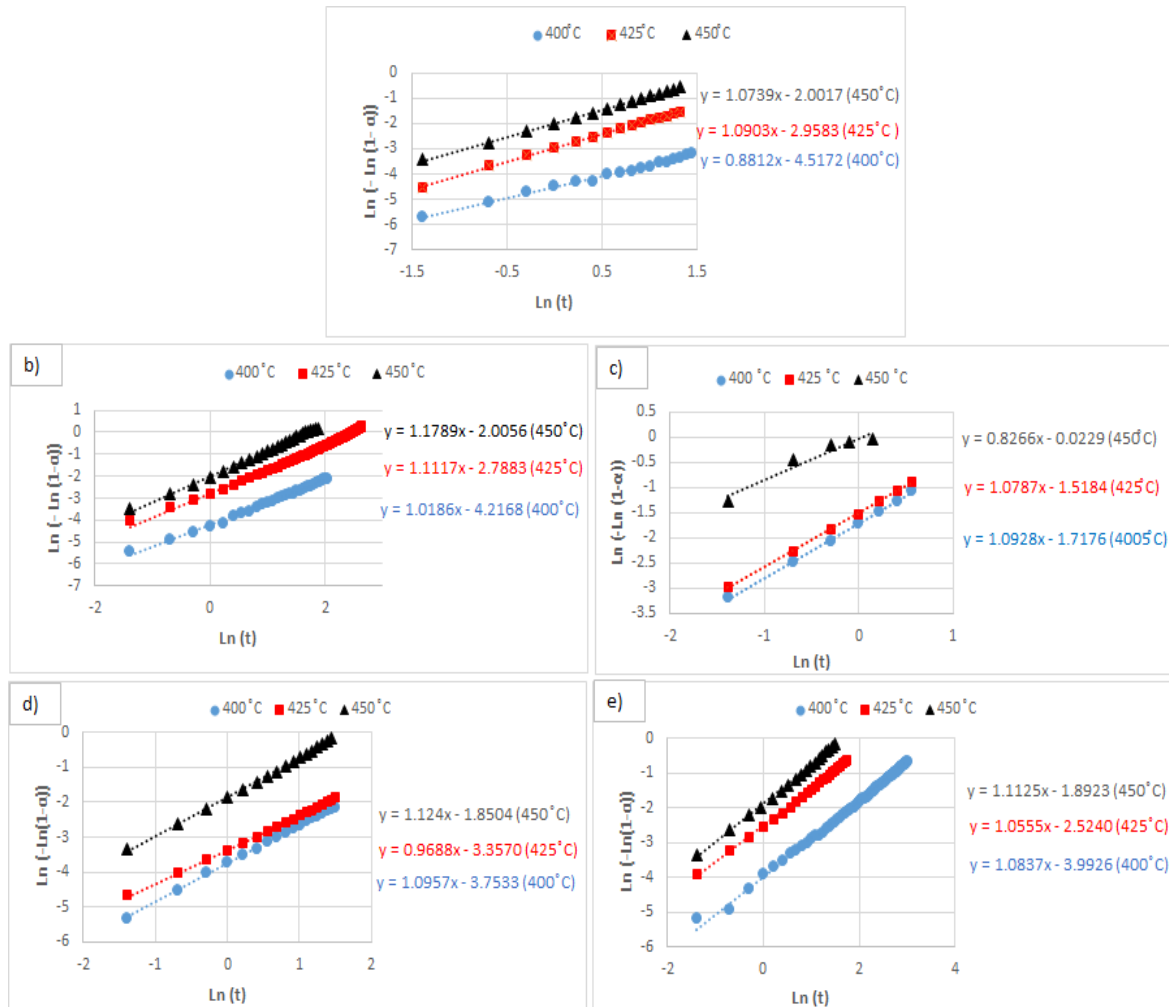 400°C 425°C 450°C
0
-1
-2
-3
-4
-5
-6
-7
-1.5 -0.5 0.5 1.5
Ln (- Ln (1- α))
Ln (t)
y = 1.0739x - 2.0017 (450°C)
y = 1.0903x - 2.9583 (425°C )
y = 0.8812x - 4.5172 (400°C)
b)
400°C 425°C 450°C
1
0
-1
-2
-3
-4
-5
-6
-7
-2 0 2
Ln (- Ln (1- α))
Ln (t)
y = 1.1789x - 2.0056 (450°C)
y = 1.1117x - 2.7883 (425°C)
y = 1.0186x - 4.2168 (400°C)
c)
400 °C 425 °C 450°C
0.5
0
-0.5
-1
-1.5
-2
-2.5
-3
-3.5
-2 -1 0 1
Ln (-Ln (1-α))
Ln (t)
y = 0.8266x - 0.0229 (450°C)
y = 1.0787x - 1.5184 (425°C)
y = 1.0928x - 1.7176 (4005°C)
d)
400°C 425°C 450°C
0
-1
-2
-3
-4
-5
-6
-2 -1 0 1 2
Ln (-Ln(1-α))
Ln (t)
y = 1.124x - 1.8504 (450°C)
y = 0.9688x - 3.3570 (425°C)
y = 1.0957x - 3.7533 (400°C)
e)
400°C 425°C 450°C
0
-1
-2
-3
-4
-5
-6
-2 0 2 4
Ln (-Ln(1-α))
Ln (t)
y = 1.1125x - 1.8923 (450°C)
y = 1.0555x - 2.5240 (425°C)
y = 1.0837x - 3.9926 (400°C)